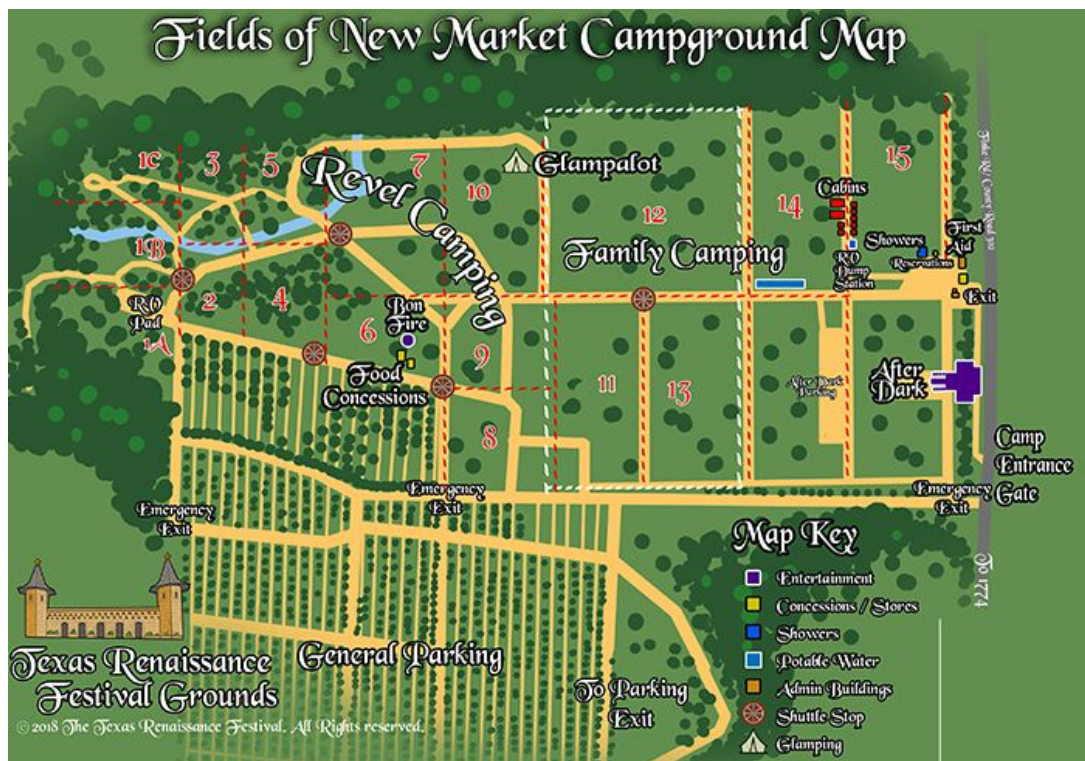 Fields of New Market Campground Map
1C
3
5
7
10
Revel Camping
Glampalot
12
Family Camping
14
15
Cabins
First
Aid
Showers
Reservations
RV
Dump
Station
Exit
1B
RV
Pad
1A
2
4
6
Bon
Fire
Food
Concessions
9
8
11
13
After Dark
Parking
After
Dark
Camp
Entrance
Gate
Emergency
Exit
Emergency
Exit
Emergency
Exit
To 1774
Map Key
Entertainment
Concessions / Stores
Showers
Potable Water
Admin Buildings
Shuttle Stop
Glamping
General Parking
To Parking
Exit
Texas Renaissance
Festival Grounds
© 2018 The Texas Renaissance Festival. All Rights reserved.